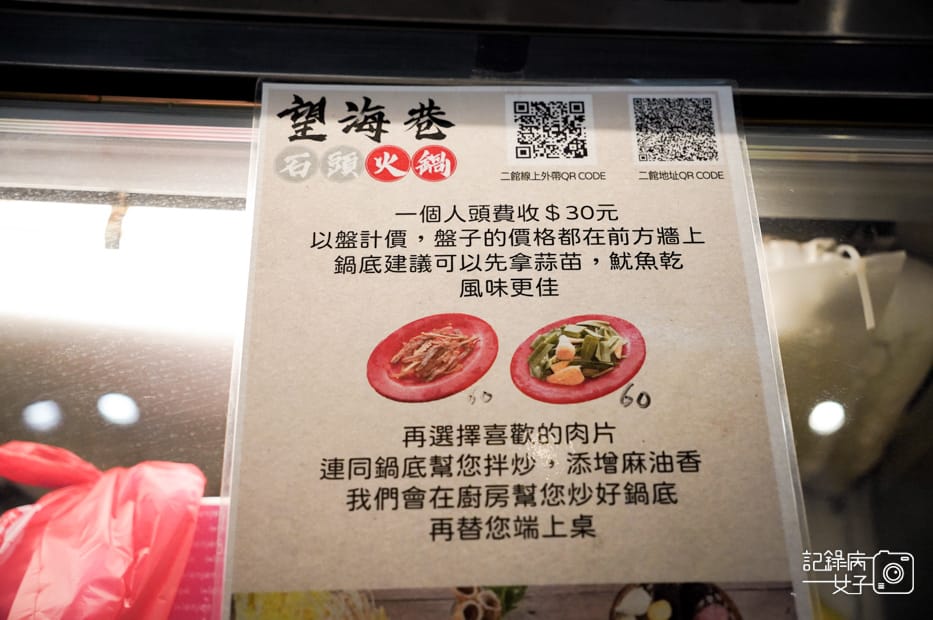 望海巷
石頭火鍋
二館線上外帶QR CODE
二館地址QR CODE
一個人頭費收＄30元
以盤計價，盤子的價格都在前方牆上
鍋底建議可以先拿蒜苗，魷魚乾
風味更佳
60
再選擇喜歡的肉片
連同鍋底幫您拌炒，添增麻油香
我們會在廚房幫您炒好鍋底
再替您端上桌
記錄病
女子